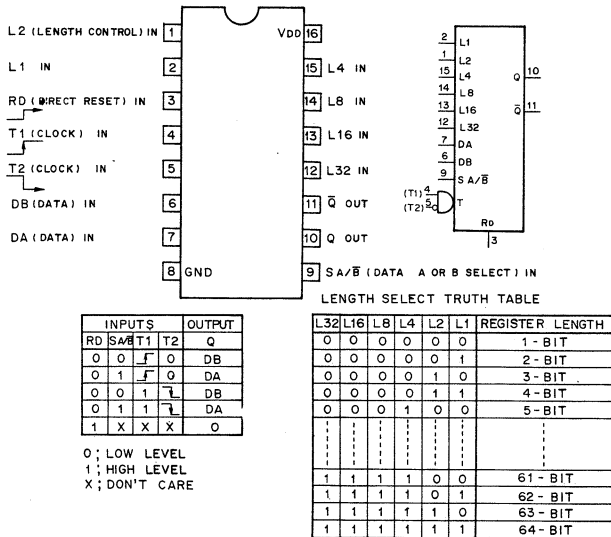 L2 (LENGTH CONTROL) IN 1
L1 IN 2
RD (DIRECT RESET) IN 3
T1 (CLOCK) IN 4
T2 (CLOCK) IN 5
DB (DATA) IN 6
DA (DATA) IN 7
8 GND
VDD 16
15 L4 IN
14 L8 IN
13 L16 IN
12 L32 IN
11 Q̅ OUT
10 Q OUT
9 S A/B̅ (DATA A OR B SELECT) IN
2 L1
1 L2
15 L4
14 L8
13 L16
12 L32
7 DA
6 DB
9 S A/B̅
(T1) 4
(T2) 5
T
Q 10
Q̅ 11
RD
3
INPUTS OUTPUT
RD SA/B̅ T1 T2 Q
0 0 0 DB
0 1 0 DA
0 0 1 DB
0 1 1 DA
1 X X X 0
0 ; LOW LEVEL
1 ; HIGH LEVEL
X ; DON'T CARE
LENGTH SELECT TRUTH TABLE
L32 L16 L8 L4 L2 L1 REGISTER LENGTH
0 0 0 0 0 0 1 - BIT
0 0 0 0 0 1 2 - BIT
0 0 0 0 1 0 3 - BIT
0 0 0 0 1 1 4 - BIT
0 0 0 1 0 0 5 - BIT
1 1 1 1 0 0 61 - BIT
1 1 1 1 0 1 62 - BIT
1 1 1 1 1 0 63 - BIT
1 1 1 1 1 1 64 - BIT